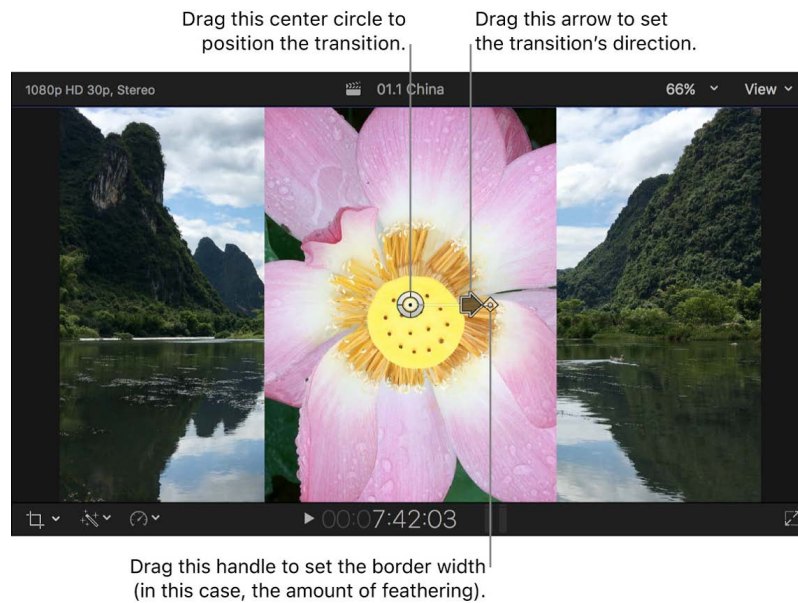 Drag this center circle to
position the transition.
Drag this arrow to set
the transition's direction.
1080p HD 30p, Stereo
01.1 China
66%
View
00:07:42:03
Drag this handle to set the border width
(in this case, the amount of feathering).